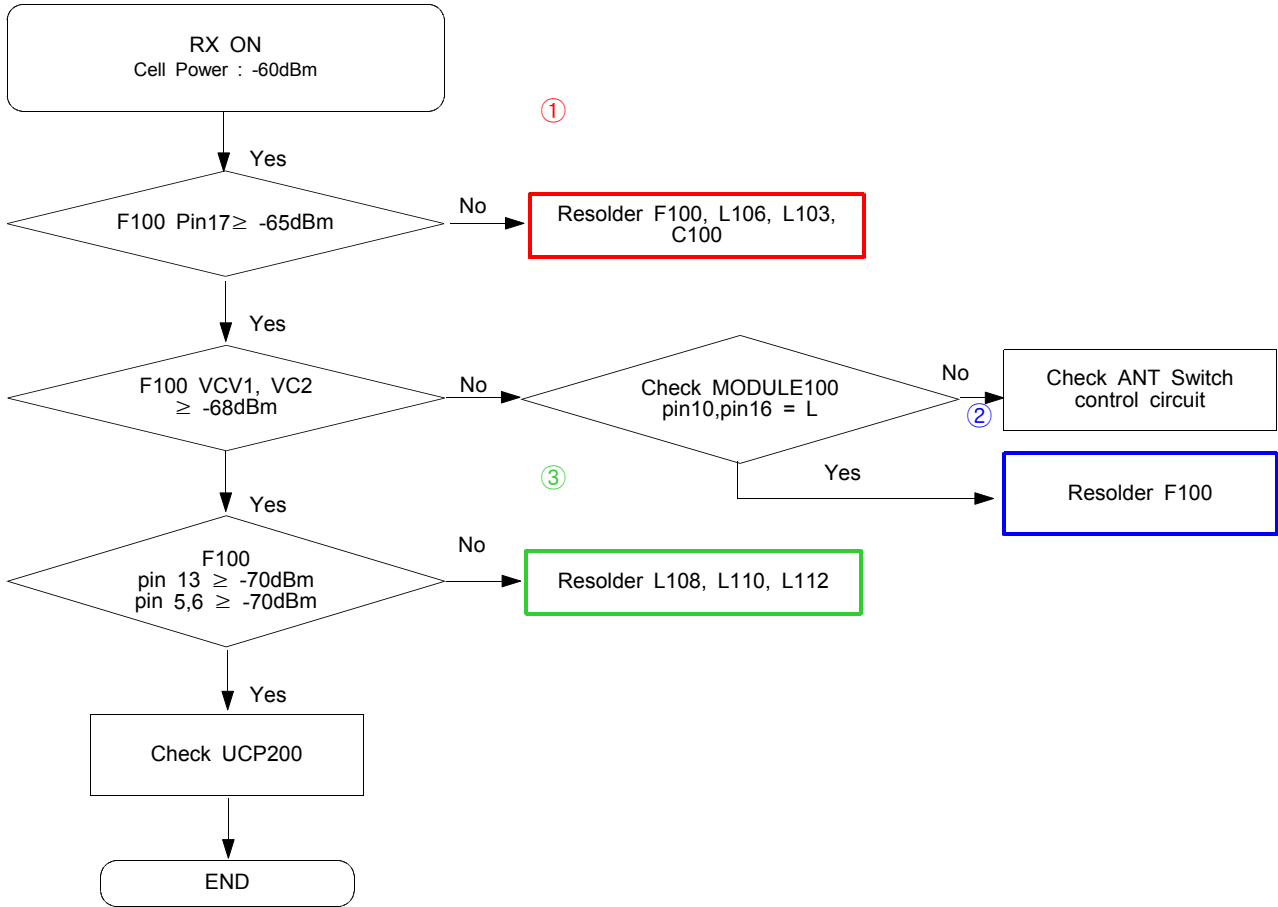 RX ON
Cell Power : -60dBm
①
Yes
F100 Pin17≥ -65dBm
No
Resolder F100, L106, L103,
C100
Yes
F100 VCV1, VC2
≥ -68dBm
No
Check MODULE100
pin10,pin16 = L
No
②
Check ANT Switch
control circuit
Yes
Resolder F100
③
Yes
F100
pin 13 ≥ -70dBm
pin 5,6 ≥ -70dBm
No
Resolder L108, L110, L112
Yes
Check UCP200
END